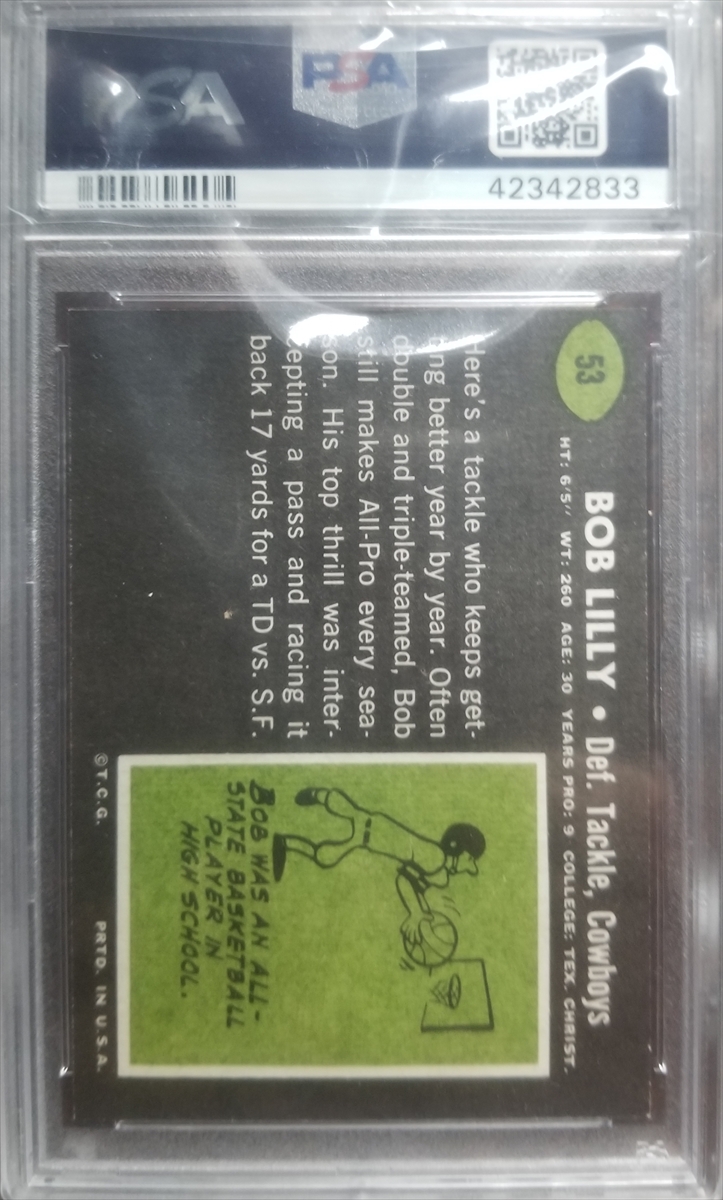 PSA
PSA
42342833
53
BOB LILLY • Def. Tackle, Cowboys
HT: 6'5" WT: 260 AGE: 30 YEARS PRO: 9 COLLEGE: TEX. CHRIST.
Here's a tackle who keeps get-
ting better year by year. Often
double and triple-teamed, Bob
still makes All-Pro every sea-
son. His top thrill was inter-
cepting a pass and racing it
back 17 yards for a TD vs. S.F.
BOB WAS AN ALL-
STATE BASKETBALL
PLAYER IN
HIGH SCHOOL.
©T.C.G.
PRTD. IN U.S.A.